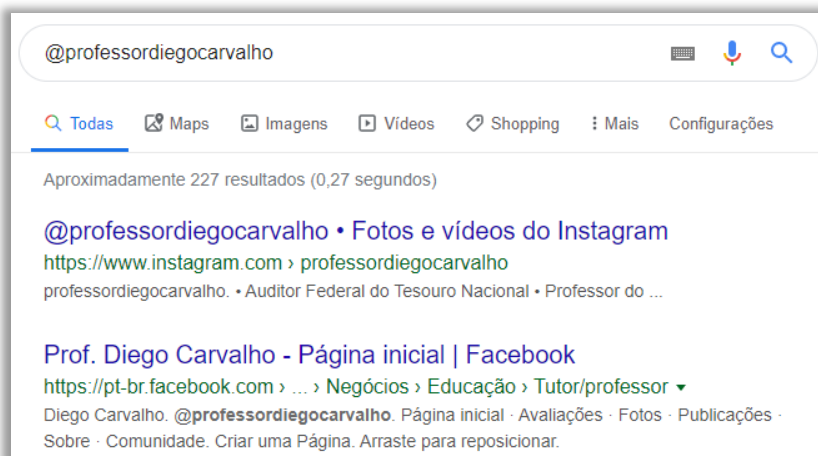 @professordiegocarvalho
Todas Maps Imagens Vídeos Shopping Mais Configurações
Aproximadamente 227 resultados (0,27 segundos)
@professordiegocarvalho • Fotos e vídeos do Instagram
https://www.instagram.com › professordiegocarvalho
professordiegocarvalho. • Auditor Federal do Tesouro Nacional • Professor do ...
Prof. Diego Carvalho - Página inicial | Facebook
https://pt-br.facebook.com › ... › Negócios › Educação › Tutor/professor
Diego Carvalho. @professordiegocarvalho. Página inicial · Avaliações · Fotos · Publicações ·
Sobre · Comunidade. Criar uma Página. Arraste para reposicionar.